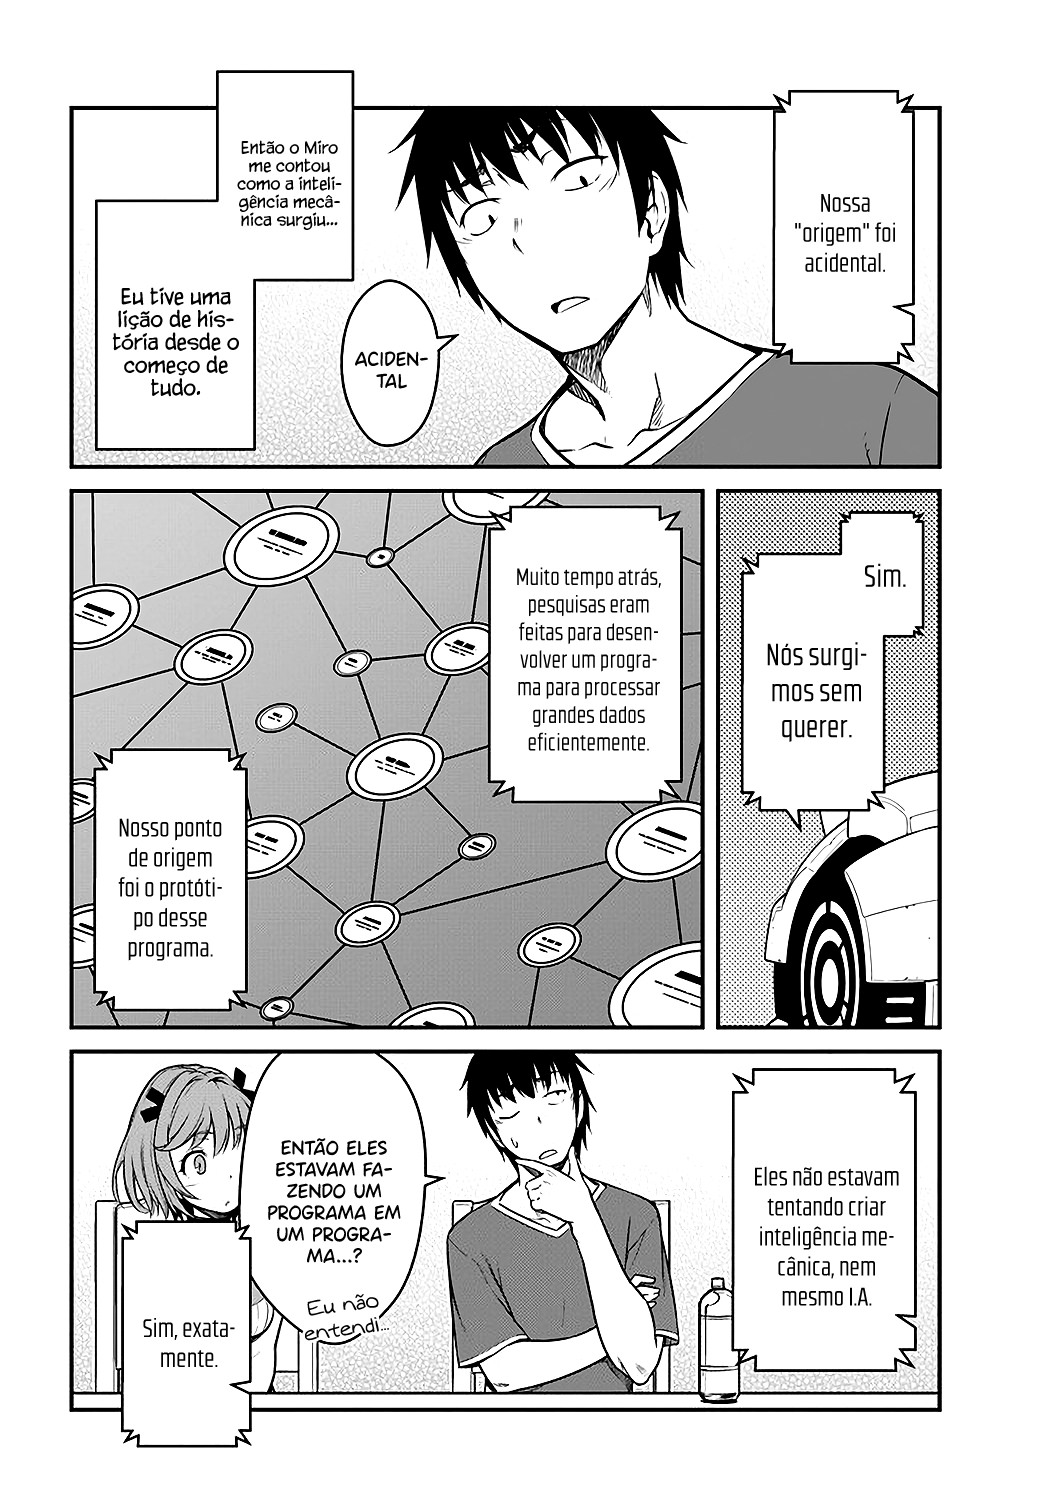 Nossa
"origem" foi
acidental.
ACIDEN-
TAL
Então o Miro
me contou
como a inteli-
gência mecâ-
nica surgiu...
Eu tive uma
lição de his-
tória desde o
começo de
tudo.
Sim.
Nós surgi-
mos sem
querer.
Muito tempo atrás,
pesquisas eram
feitas para desen-
volver um progra-
ma para processar
grandes dados
eficientemente.
Nosso ponto
de origem
foi o protóti-
po desse
programa.
Eles não estavam
tentando criar
inteligência me-
cânica, nem
mesmo I.A.
ENTÃO ELES
ESTAVAM FA-
ZENDO UM
PROGRAMA EM
UM PROGRA-
MA...?
Eu não
entendi...
Sim, exata-
mente.